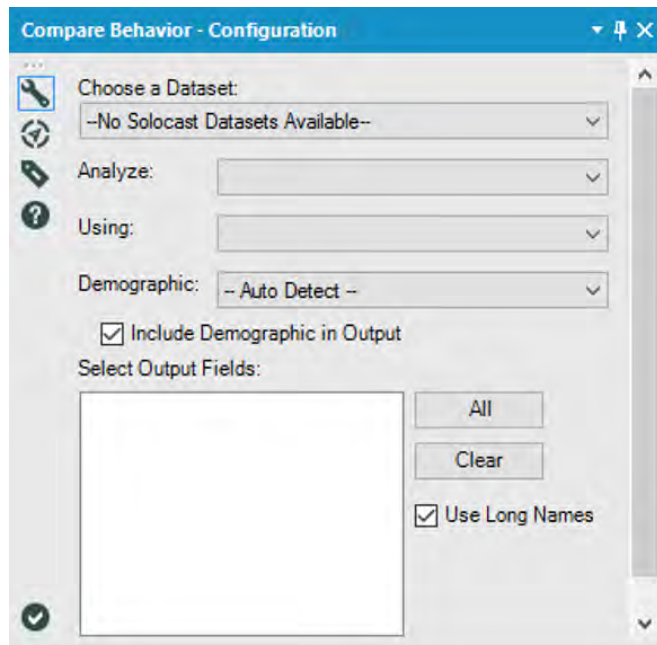 Compare Behavior - Configuration
Choose a Dataset:
--No Solocast Datasets Available--
Analyze:
Using:
Demographic:
-- Auto Detect --
Include Demographic in Output
Select Output Fields:
All
Clear
Use Long Names